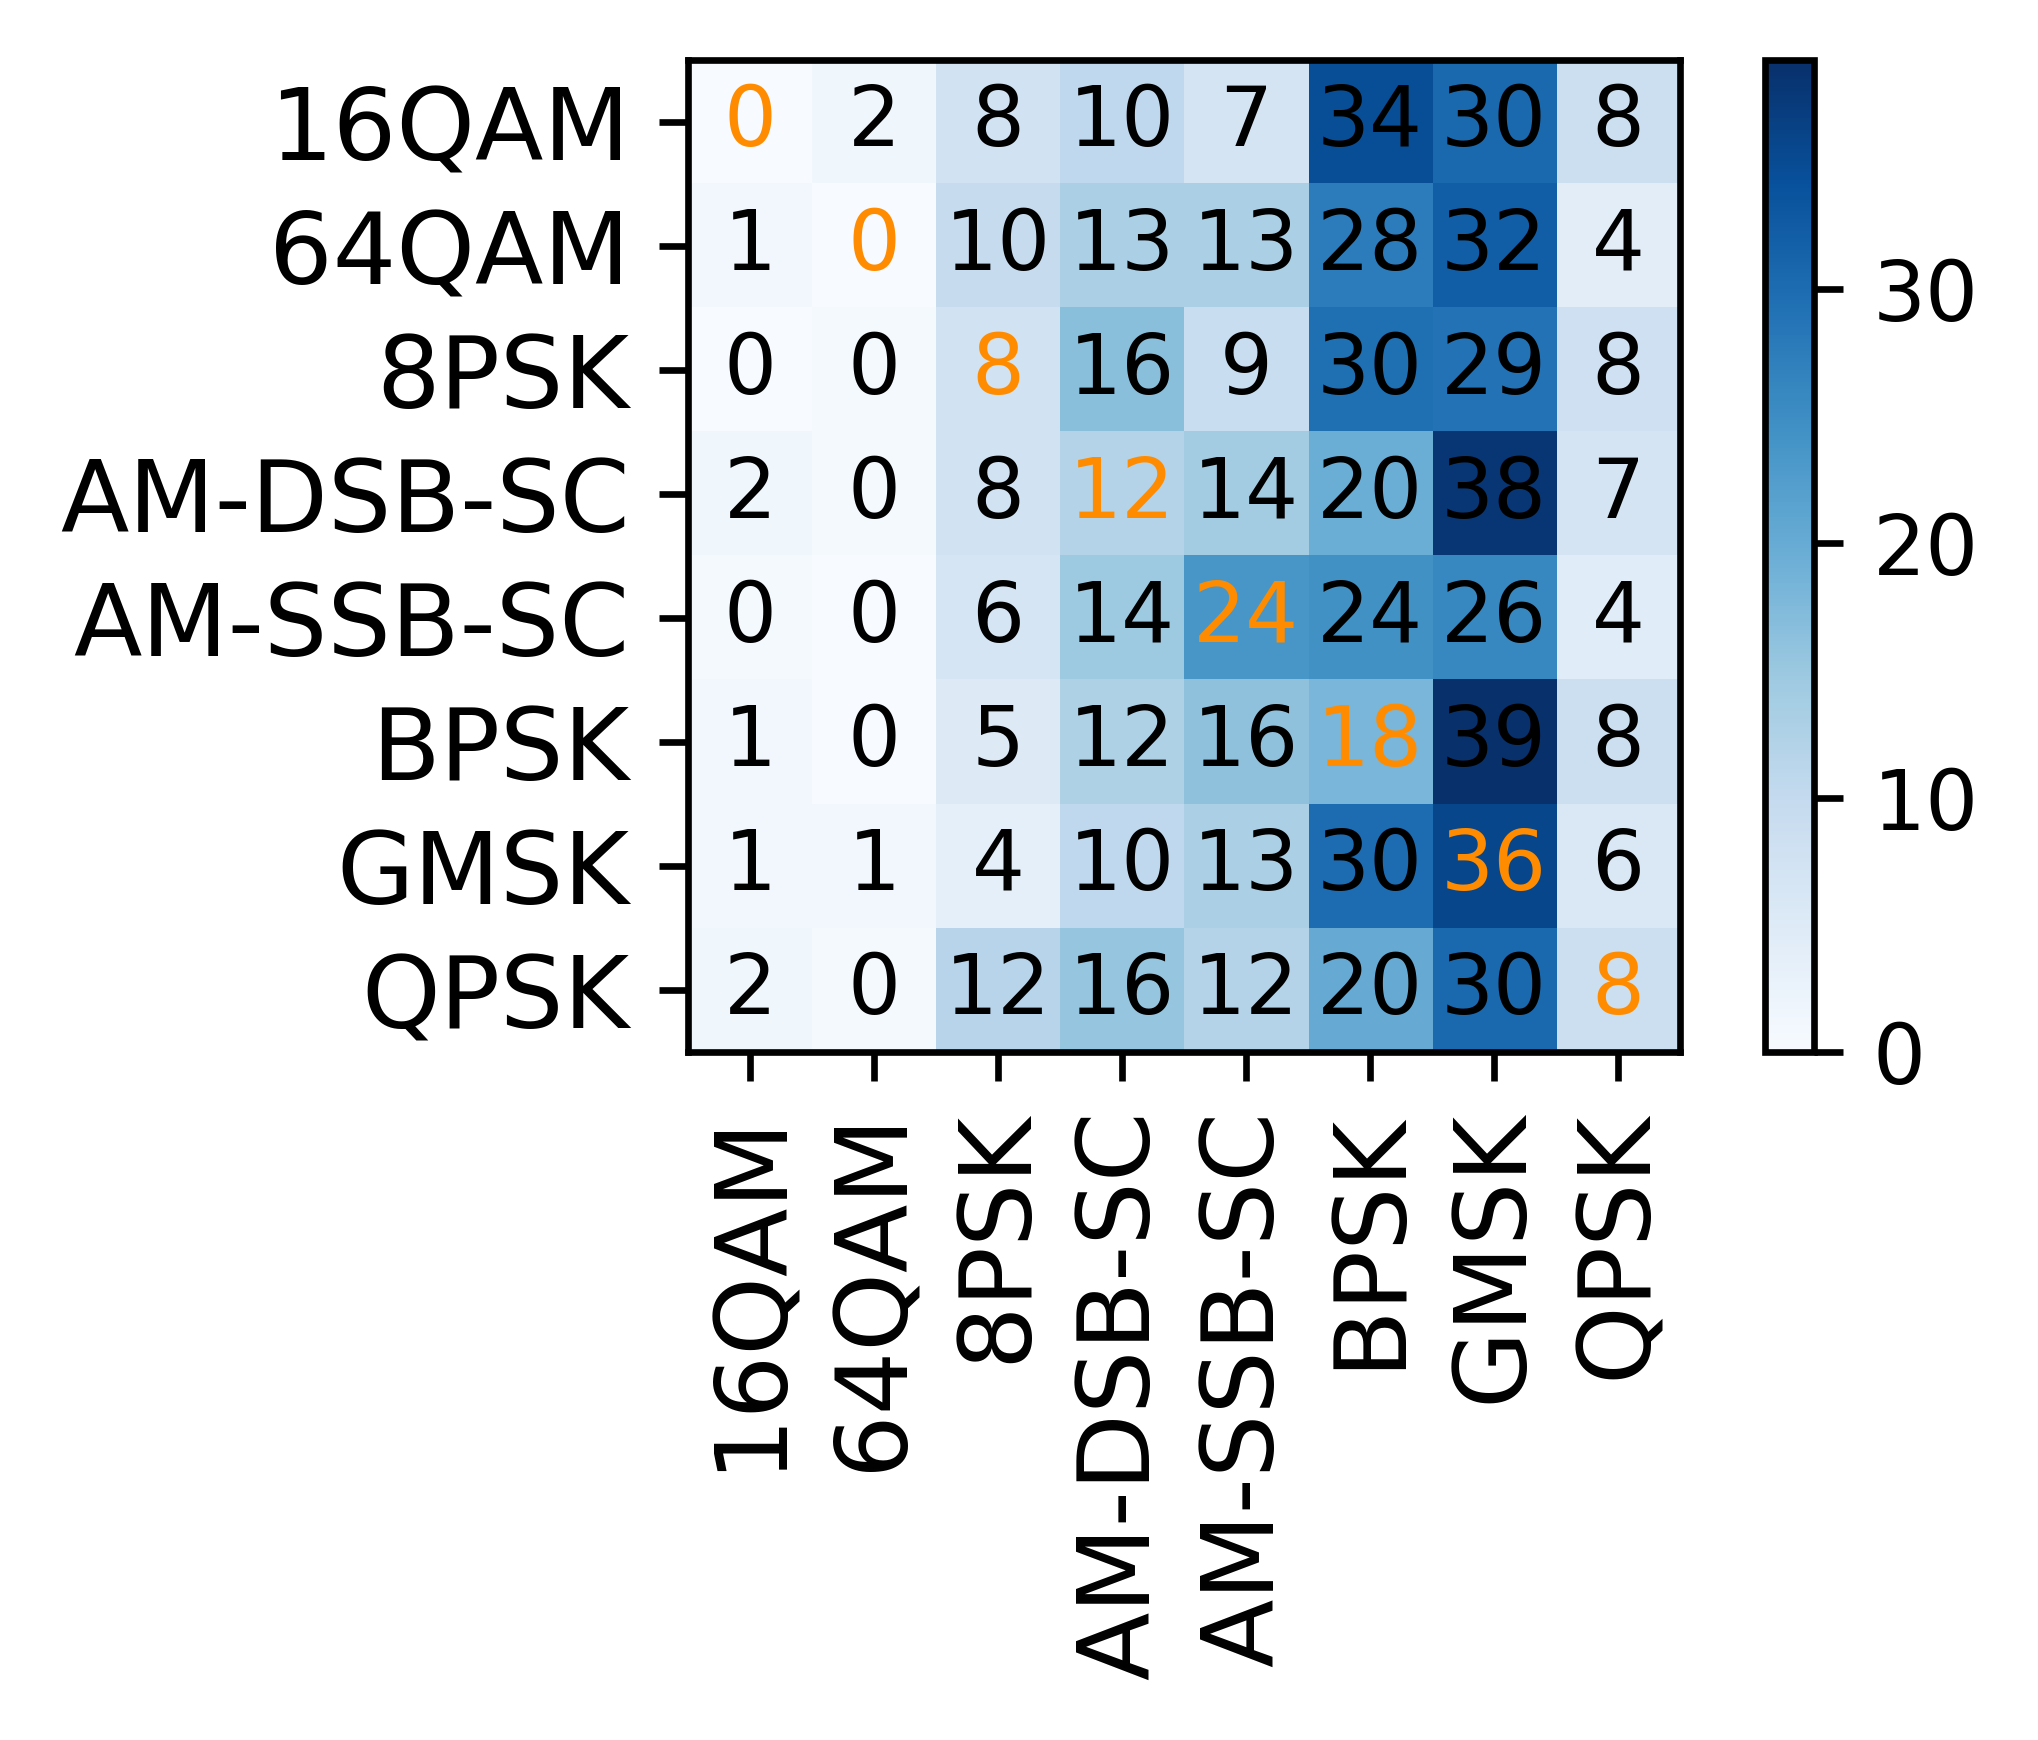 16QAM 0 2 8 10 7 34 30 8
64QAM 1 0 10 13 13 28 32 4
30
8PSK 0 0 8 16 9 30 29 8
AM-DSB-SC 2 0 8 12 14 20 38 7
20
AM-SSB-SC 0 0 6 14 24 24 26 4
BPSK 1 0 5 12 16 18 39 8
10
GMSK 1 1 4 10 13 30 36 6
QPSK 2 0 12 16 12 20 30 8
0
16QAM
64QAM
8PSK
AM-DSB-SC
AM-SSB-SC
BPSK
GMSK
QPSK